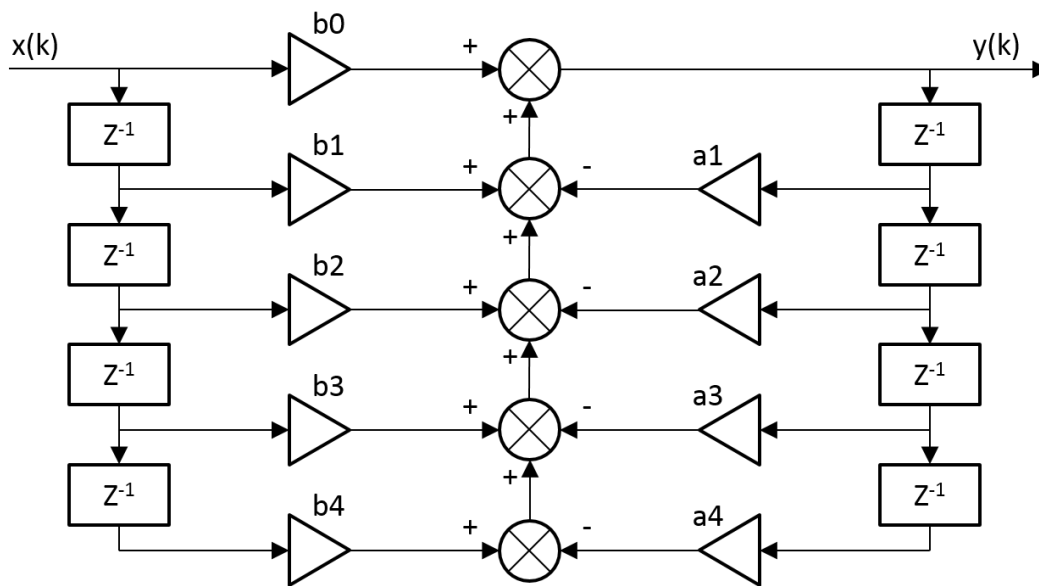 b0
x(k) + y(k)
Z⁻¹ + Z⁻¹
b1 + - a1
Z⁻¹ + Z⁻¹
b2 + - a2
Z⁻¹ + Z⁻¹
b3 + - a3
Z⁻¹ + Z⁻¹
b4 + - a4